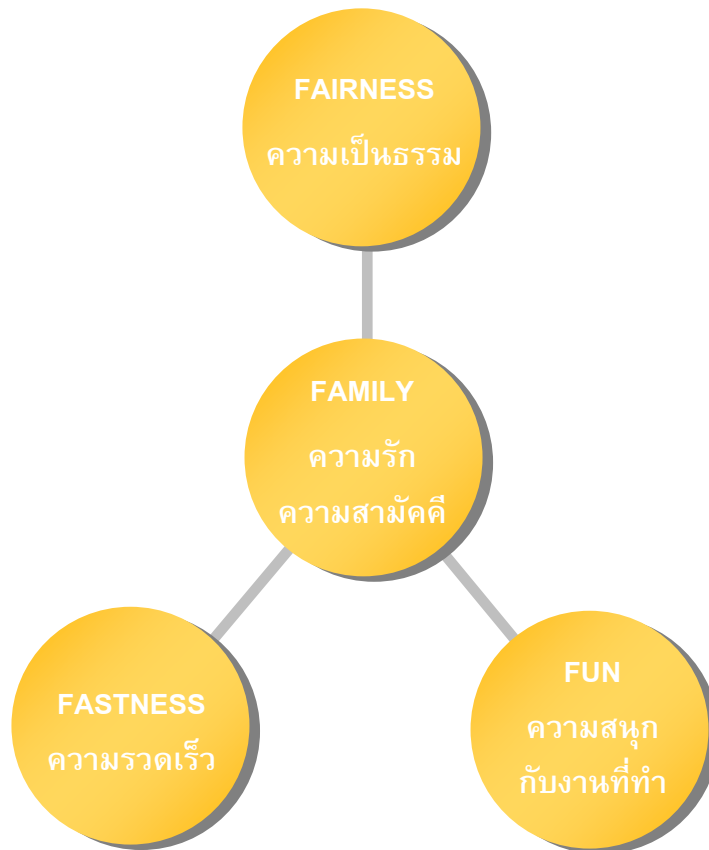 FAIRNESS
ความเป็นธรรม
FAMILY
ความรัก
ความสามัคคี
FASTNESS
ความรวดเร็ว
FUN
ความสนุก
กับงานที่ทำ